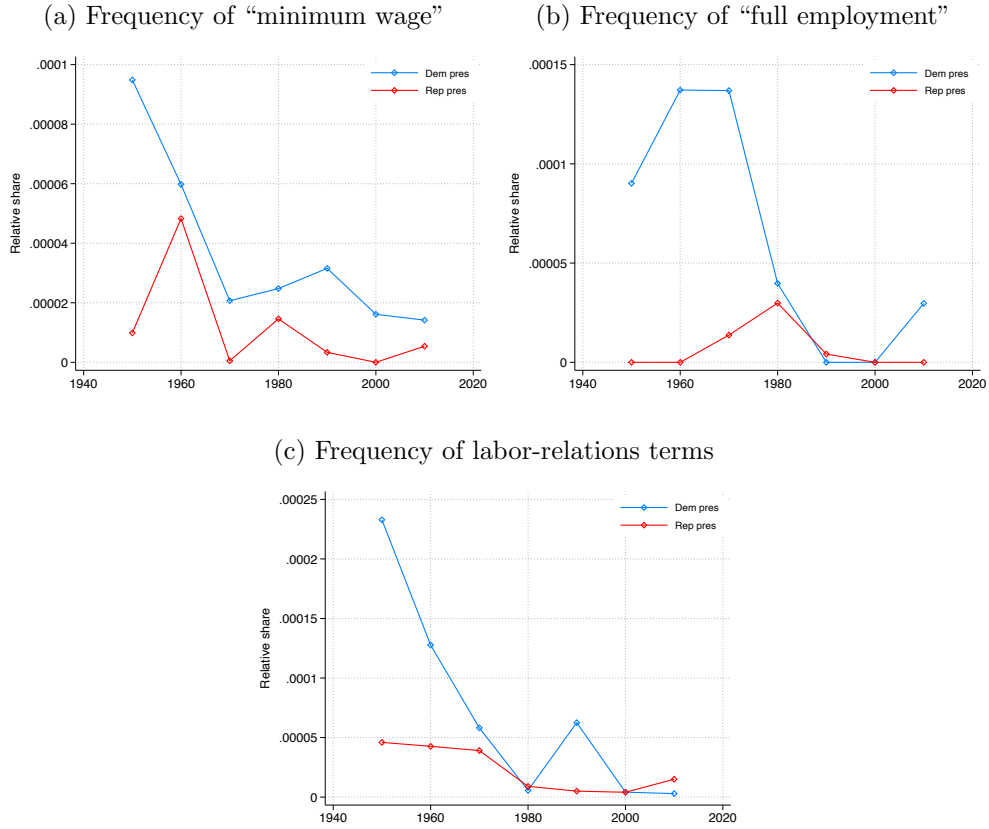 (a) Frequency of “minimum wage”
.0001
.00008
.00006
.00004
.00002
0
Relative share
1940
1960
1980
2000
2020
Dem pres
Rep pres
(b) Frequency of “full employment”
.00015
.0001
.00005
0
Relative share
1940
1960
1980
2000
2020
Dem pres
Rep pres
(c) Frequency of labor-relations terms
.00025
.0002
.00015
.0001
.00005
0
Relative share
1940
1960
1980
2000
2020
Dem pres
Rep pres